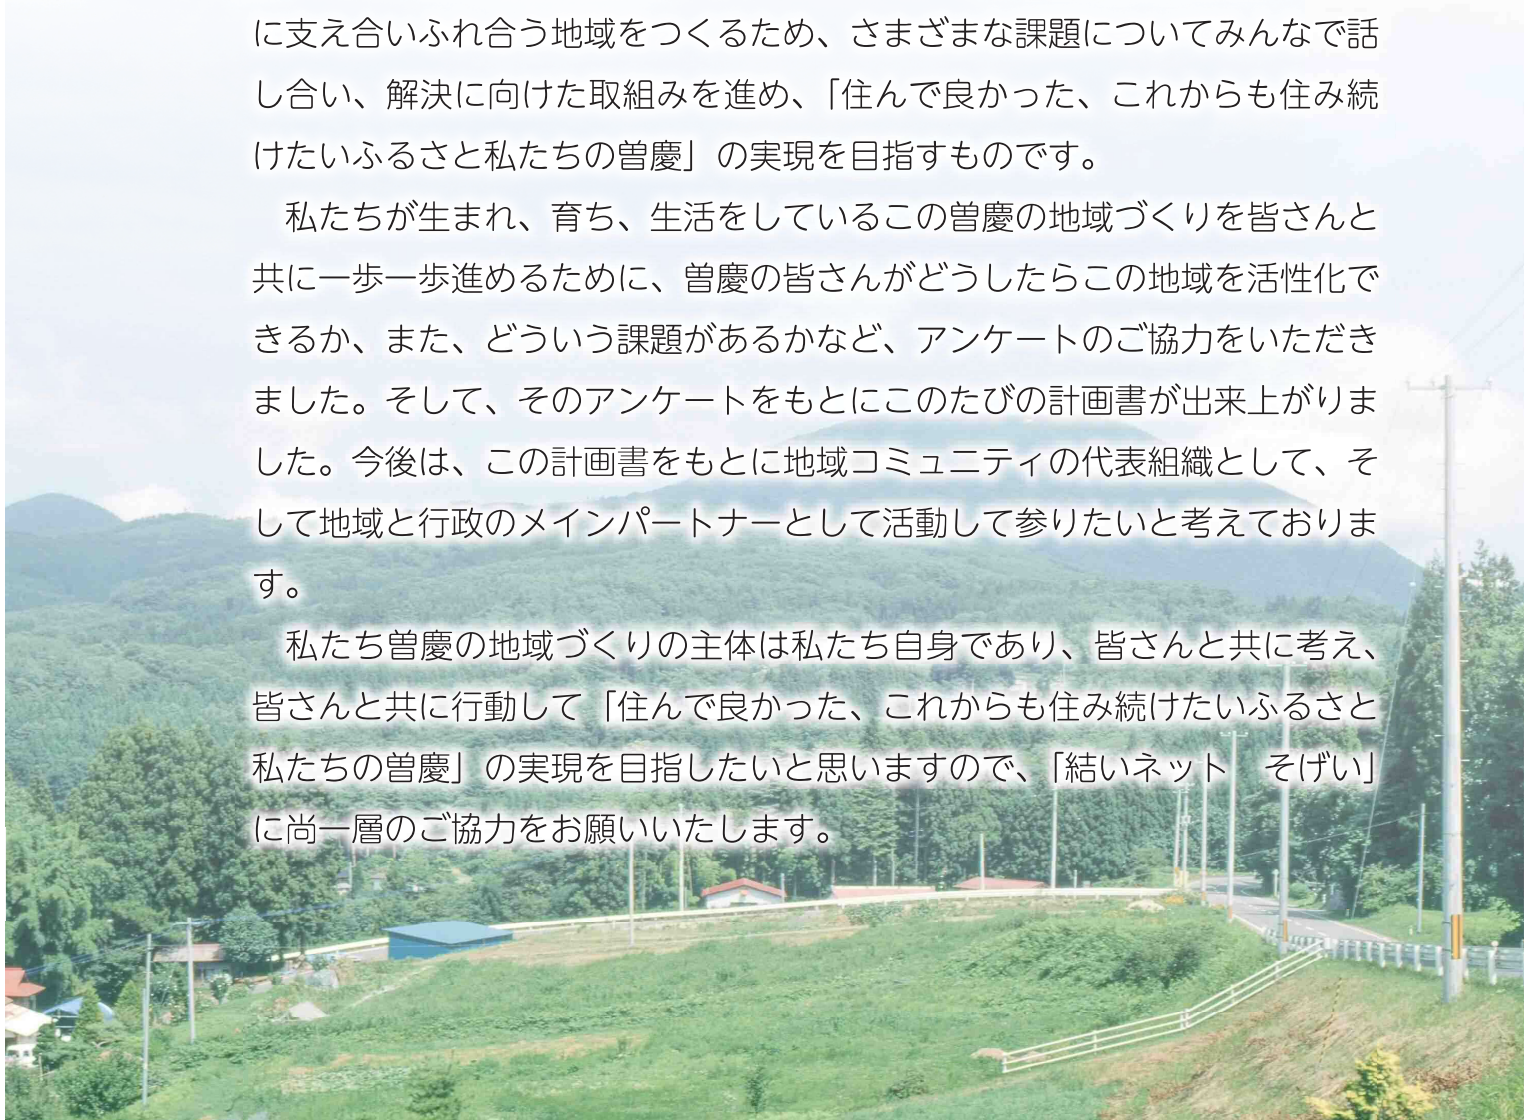 に支え合いふれ合う地域をつくるため、さまざまな課題についてみんなで話
し合い、解決に向けた取組みを進め、「住んで良かった、これからも住み続
けたいふるさと私たちの曽慶」の実現を目指すものです。
私たちが生まれ、育ち、生活をしているこの曽慶の地域づくりを皆さんと
共に一歩一歩進めるために、曽慶の皆さんがどうしたらこの地域を活性化で
きるか、また、どういう課題があるかなど、アンケートのご協力をいただき
ました。そして、そのアンケートをもとにこのたびの計画書が出来上がりま
した。今後は、この計画書をもとに地域コミュニティの代表組織として、そ
して地域と行政のメインパートナーとして活動して参りたいと考えておりま
す。
私たち曽慶の地域づくりの主体は私たち自身であり、皆さんと共に考え、
皆さんと共に行動して「住んで良かった、これからも住み続けたいふるさと
私たちの曽慶」の実現を目指したいと思いますので、「結いネット　そげい」
に尚一層のご協力をお願いいたします。